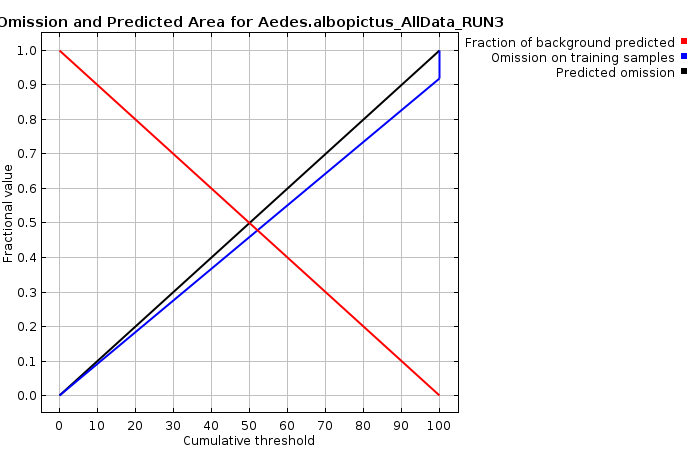 Omission and Predicted Area for Aedes.albopictus_AllData_RUN3
Fraction of background predicted
Omission on training samples
Predicted omission
Fractional value
1.0
0.9
0.8
0.7
0.6
0.5
0.4
0.3
0.2
0.1
0.0
0 10 20 30 40 50 60 70 80 90 100
Cumulative threshold